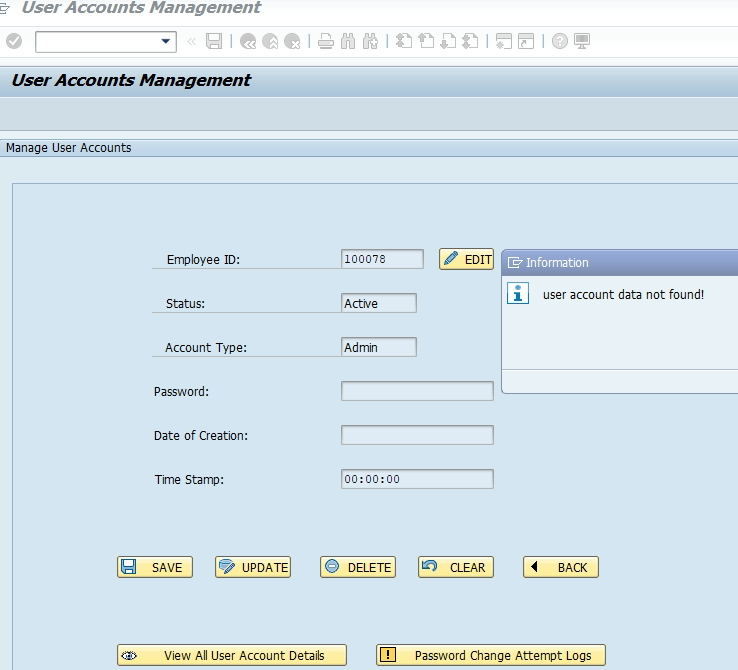 User Accounts Management
User Accounts Management
Manage User Accounts
Employee ID: 100078 EDIT
Information
user account data not found!
Status: Active
Account Type: Admin
Password:
Date of Creation:
Time Stamp: 00:00:00
SAVE UPDATE DELETE CLEAR BACK
View All User Account Details Password Change Attempt Logs